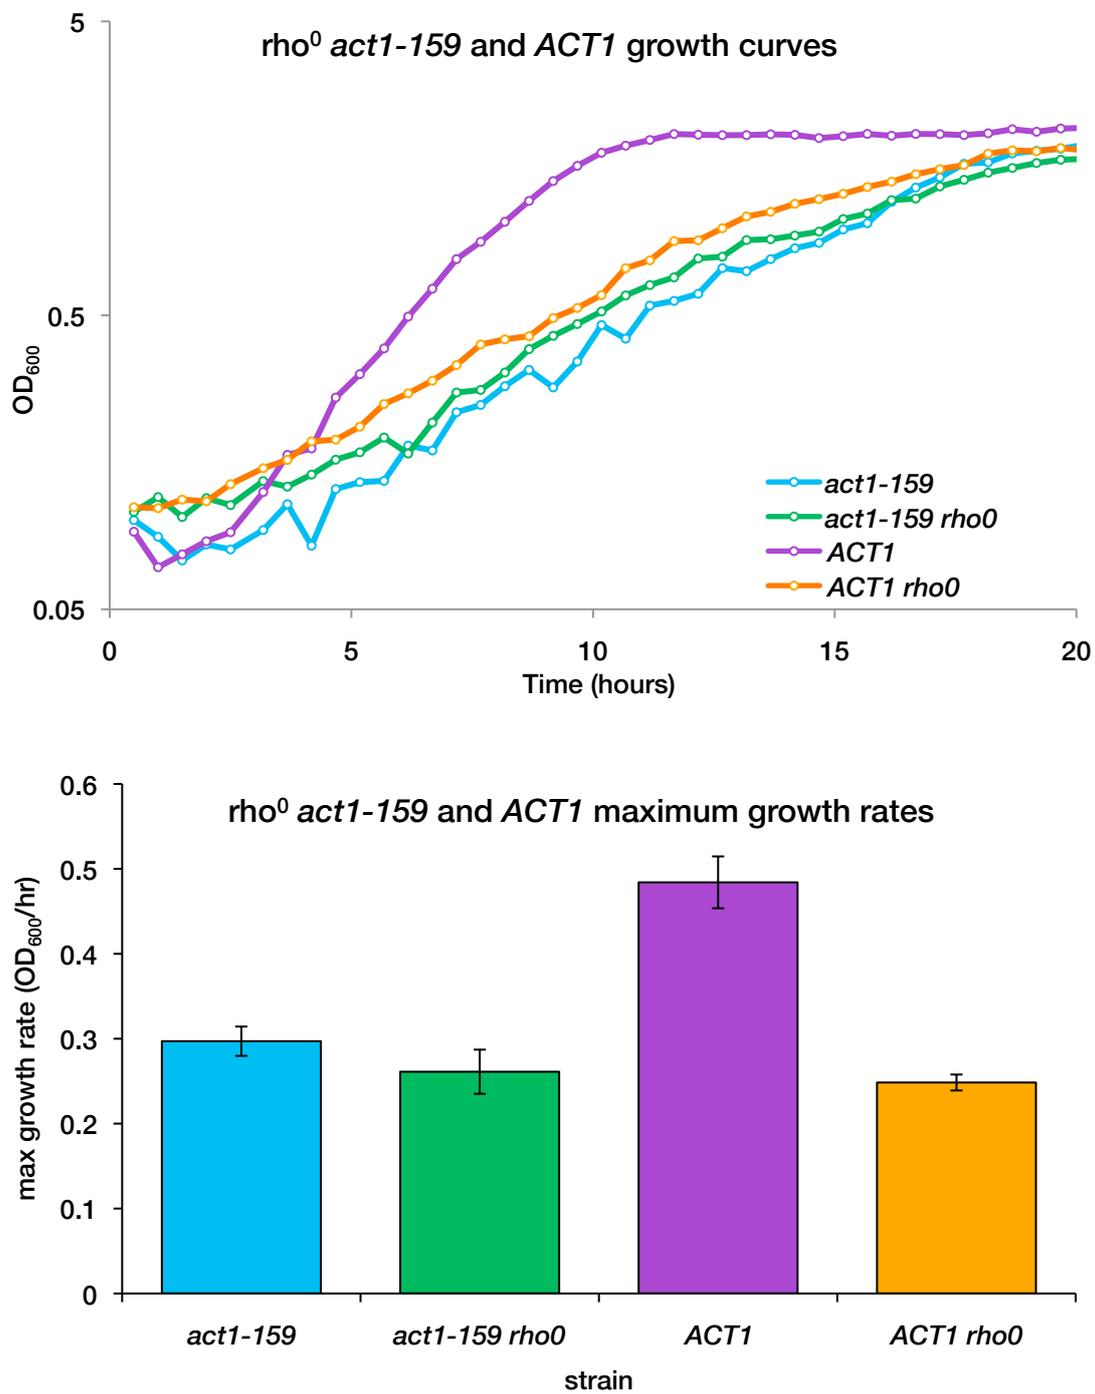 5
rho⁰ act1-159 and ACT1 growth curves
0.5
OD₆₀₀
act1-159
act1-159 rho0
ACT1
ACT1 rho0
0.05
0 5 10 15 20
Time (hours)
0.6
rho⁰ act1-159 and ACT1 maximum growth rates
0.5
0.4
0.3
0.2
0.1
0
max growth rate (OD₆₀₀/hr)
act1-159 act1-159 rho0 ACT1 ACT1 rho0
strain